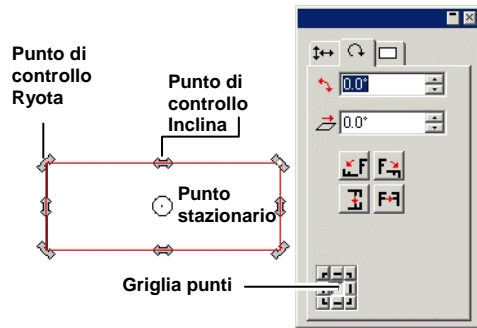 Punto di
controllo
Ryota
Punto di
controllo
Inclina
Punto
stazionario
Griglia punti
0.0°
0.0°